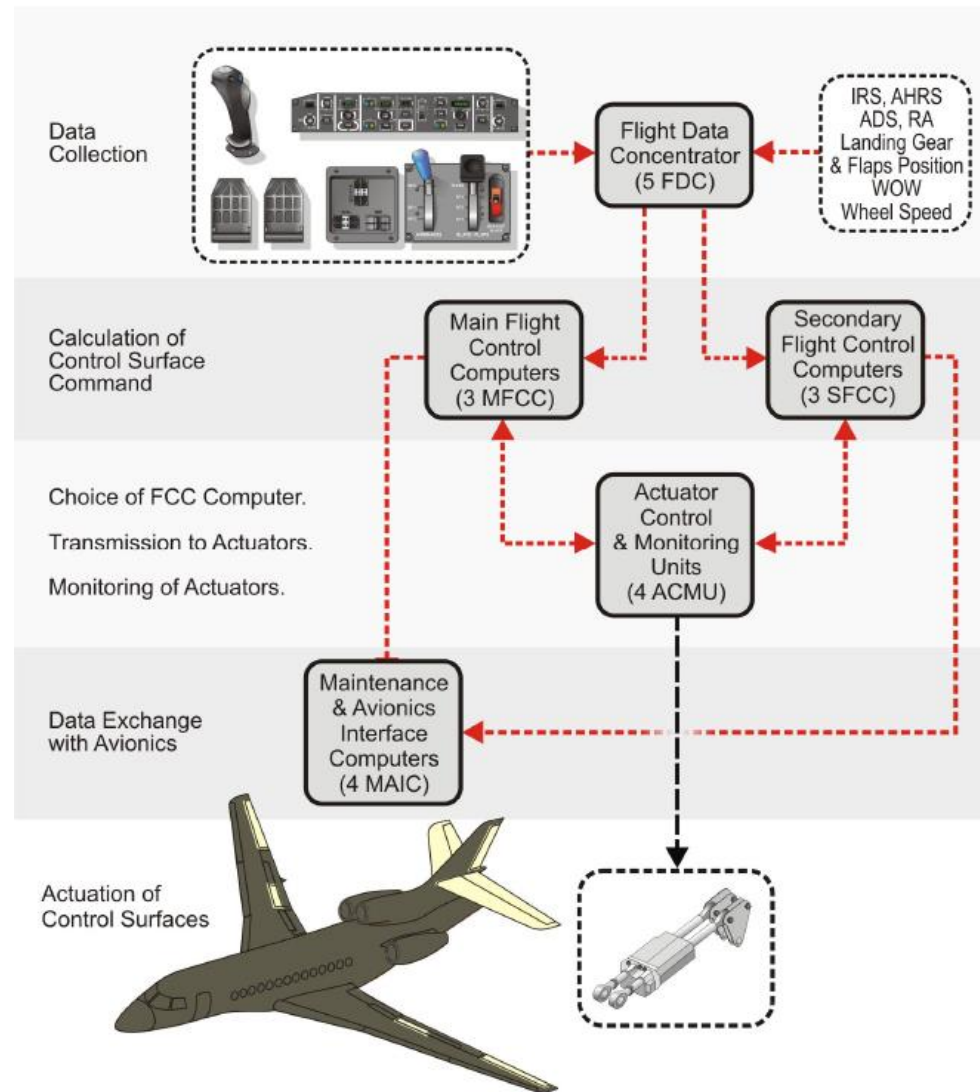 Data
Collection
Flight Data
Concentrator
(5 FDC)
IRS, AHRS
ADS, RA
Landing Gear
& Flaps Position
WOW
Wheel Speed
Calculation of
Control Surface
Command
Main Flight
Control
Computers
(3 MFCC)
Secondary
Flight Control
Computers
(3 SFCC)
Choice of FCC Computer.
Transmission to Actuators.
Monitoring of Actuators.
Actuator
Control
& Monitoring
Units
(4 ACMU)
Data Exchange
with Avionics
Maintenance
& Avionics
Interface
Computers
(4 MAIC)
Actuation of
Control Surfaces